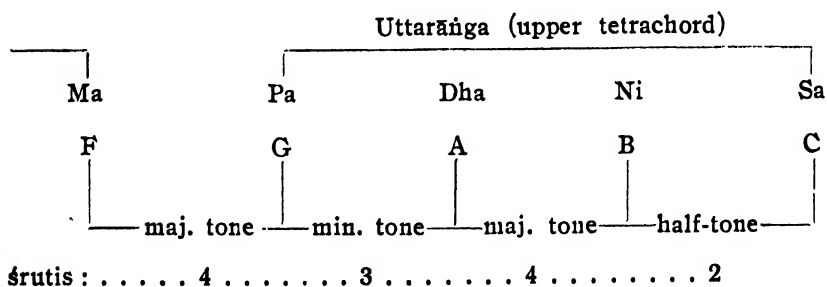 Uttarāṅga (upper tetrachord)
Ma Pa Dha Ni Sa
F G A B C
maj. tone min. tone maj. tone half-tone
śrutis : . . . . . 4 . . . . . . . 3 . . . . . . . 4 . . . . . . . . 2